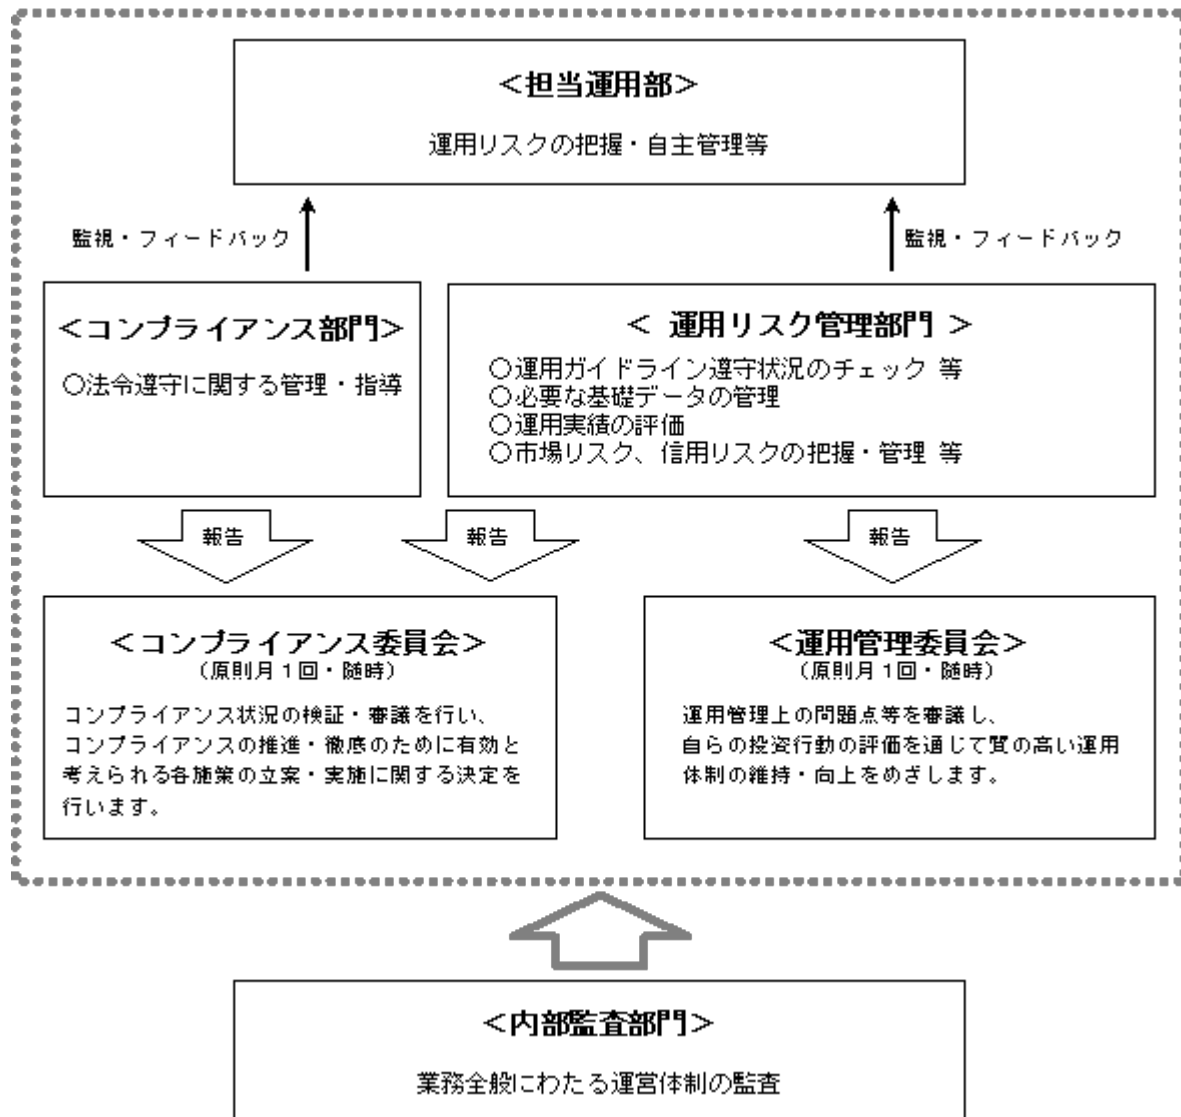 ＜担当運用部＞
運用リスクの把握・自主管理等
監視・フィードバック
監視・フィードバック
＜コンプライアンス部門＞
○法令遵守に関する管理・指導
＜ 運用リスク管理部門 ＞
○運用ガイドライン遵守状況のチェック 等
○必要な基礎データの管理
○運用実績の評価
○市場リスク、信用リスクの把握・管理 等
報告
報告
報告
＜コンプライアンス委員会＞
（原則月１回・随時）
コンプライアンス状況の検証・審議を行い、
コンプライアンスの推進・徹底のために有効と
考えられる各施策の立案・実施に関する決定を
行います。
＜運用管理委員会＞
（原則月１回・随時）
運用管理上の問題点等を審議し、
自らの投資行動の評価を通じて質の高い運用
体制の維持・向上をめざします。
＜内部監査部門＞
業務全般にわたる運営体制の監査